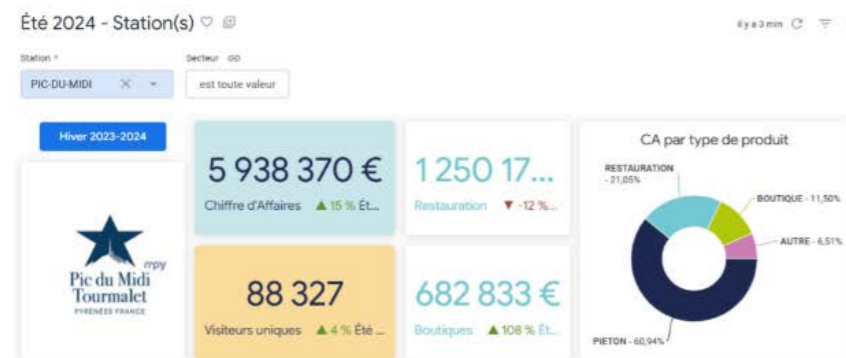 Été 2024 - Station(s)
il y a 3 min
Station *
Secteur
PIC-DU-MIDI
est toute valeur
Hiver 2023-2024
5 938 370 €
Chiffre d'Affaires ▲ 15 % Ét...
1 250 17...
Restauration ▼ -12 %...
CA par type de produit
RESTAURATION
- 21,05%
BOUTIQUE - 11,50%
AUTRE - 6,51%
PIETON - 60,94%
mpy
Pic du Midi
Tourmalet
PYRÉNÉES FRANCE
88 327
Visiteurs uniques ▲ 4 % Été ...
682 833 €
Boutiques ▲ 108 % Ét...